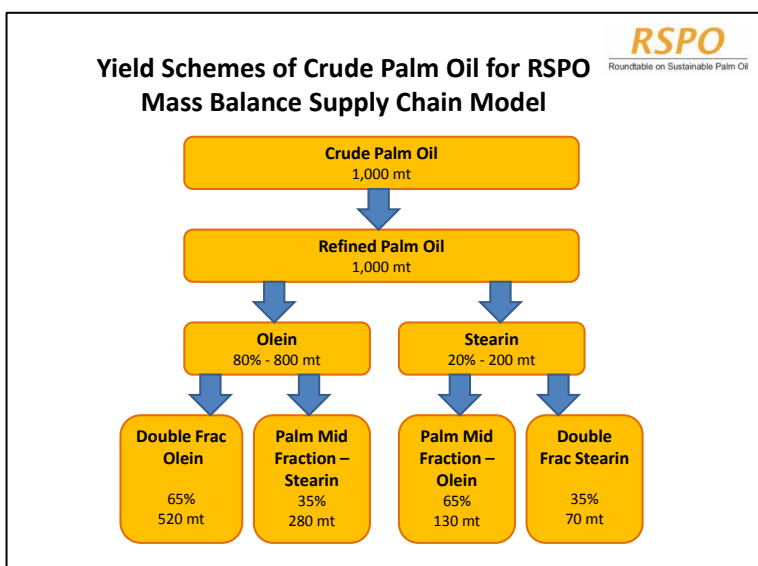 RSPO
Roundtable on Sustainable Palm Oil
Yield Schemes of Crude Palm Oil for RSPO
Mass Balance Supply Chain Model
Crude Palm Oil
1,000 mt
Refined Palm Oil
1,000 mt
Olein
80% - 800 mt
Stearin
20% - 200 mt
Double Frac
Olein
65%
520 mt
Palm Mid
Fraction –
Stearin
35%
280 mt
Palm Mid
Fraction –
Olein
65%
130 mt
Double
Frac Stearin
35%
70 mt